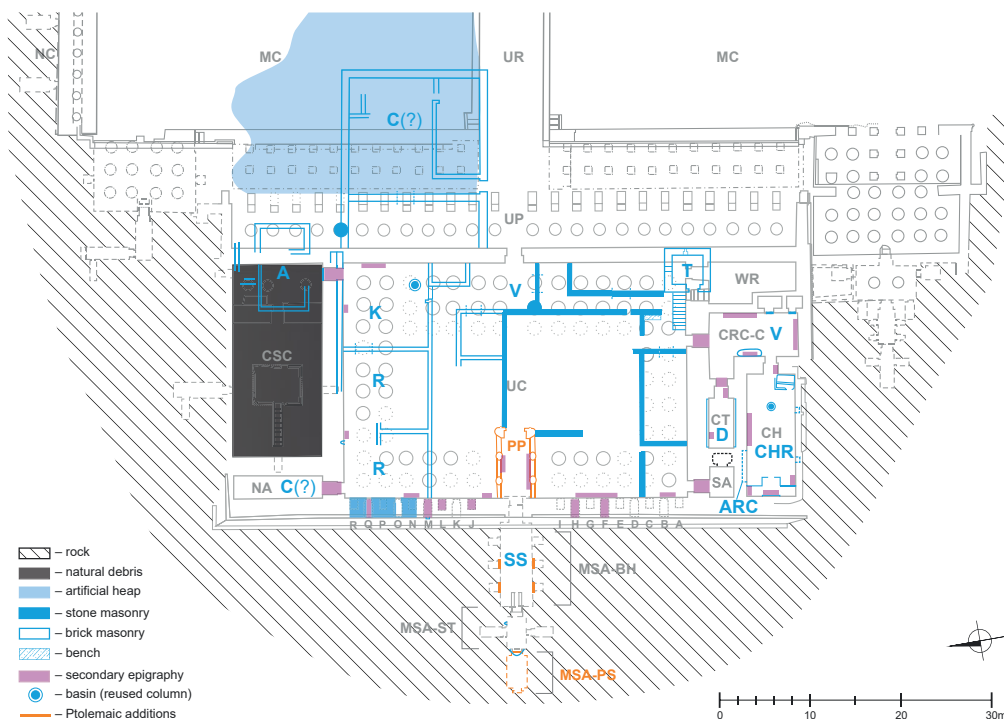 NC
MC
UR
MC
C(?)
UP
A
T
V
WR
K
CRC-C V
CSC
R
UC
CT
D
CH
CHR
PP
R
NA C(?)
SA
ARC
R Q P O N M L K J I H G F E D C B A
SS
MSA-BH
MSA-ST
MSA-PS
– rock
– natural debris
– artificial heap
– stone masonry
– brick masonry
– bench
– secondary epigraphy
– basin (reused column)
– Ptolemaic additions
0 10 20 30m